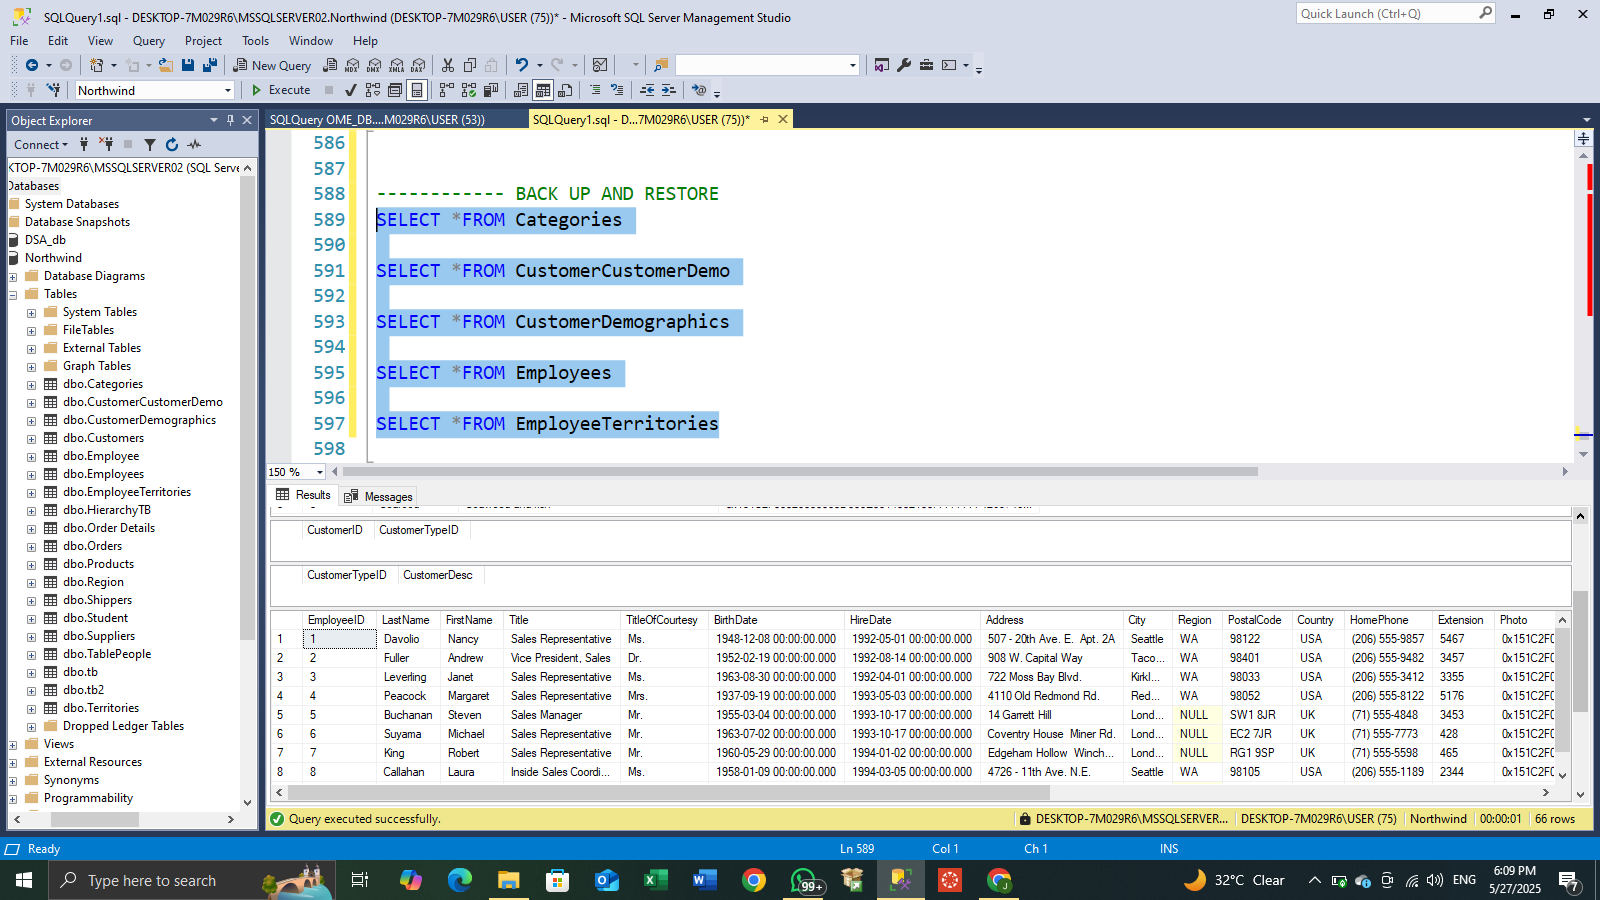 SQLQuery1.sql - DESKTOP-7M029R6\MSSQLSERVER02.Northwind (DESKTOP-7M029R6\USER (75))* - Microsoft SQL Server Management Studio
Quick Launch (Ctrl+Q)
File Edit View Query Project Tools Window Help
New Query
MDX DMX XMLA DAX
Northwind
Execute
Object Explorer
SQLQuery OME_DB....M029R6\USER (53))
SQLQuery1.sql - D...7M029R6\USER (75))*
Connect
KTOP-7M029R6\MSSQLSERVER02 (SQL Serve
Databases
System Databases
Database Snapshots
DSA_db
Northwind
Database Diagrams
Tables
System Tables
FileTables
External Tables
Graph Tables
dbo.Categories
dbo.CustomerCustomerDemo
dbo.CustomerDemographics
dbo.Customers
dbo.Employee
dbo.Employees
dbo.EmployeeTerritories
dbo.HierarchyTB
dbo.Order Details
dbo.Orders
dbo.Products
dbo.Region
dbo.Shippers
dbo.Student
dbo.Suppliers
dbo.TablePeople
dbo.tb
dbo.tb2
dbo.Territories
Dropped Ledger Tables
Views
External Resources
Synonyms
Programmability
586
587
588 ------------ BACK UP AND RESTORE
589 SELECT *FROM Categories
590
591 SELECT *FROM CustomerCustomerDemo
592
593 SELECT *FROM CustomerDemographics
594
595 SELECT *FROM Employees
596
597 SELECT *FROM EmployeeTerritories
598
150 %
Results Messages
CustomerID CustomerTypeID
CustomerTypeID CustomerDesc
EmployeeID LastName FirstName Title TitleOfCourtesy BirthDate HireDate Address City Region PostalCode Country HomePhone Extension Photo
1 1 Davolio Nancy Sales Representative Ms. 1948-12-08 00:00:00.000 1992-05-01 00:00:00.000 507 - 20th Ave. E. Apt. 2A Seattle WA 98122 USA (206) 555-9857 5467 0x151C2F0
2 2 Fuller Andrew Vice President, Sales Dr. 1952-02-19 00:00:00.000 1992-08-14 00:00:00.000 908 W. Capital Way Taco... WA 98401 USA (206) 555-9482 3457 0x151C2F0
3 3 Leverling Janet Sales Representative Ms. 1963-08-30 00:00:00.000 1992-04-01 00:00:00.000 722 Moss Bay Blvd. Kirkl... WA 98033 USA (206) 555-3412 3355 0x151C2F0
4 4 Peacock Margaret Sales Representative Mrs. 1937-09-19 00:00:00.000 1993-05-03 00:00:00.000 4110 Old Redmond Rd. Red... WA 98052 USA (206) 555-8122 5176 0x151C2F0
5 5 Buchanan Steven Sales Manager Mr. 1955-03-04 00:00:00.000 1993-10-17 00:00:00.000 14 Garrett Hill Lond... NULL SW1 8JR UK (71) 555-4848 3453 0x151C2F0
6 6 Suyama Michael Sales Representative Mr. 1963-07-02 00:00:00.000 1993-10-17 00:00:00.000 Coventry House Miner Rd. Lond... NULL EC2 7JR UK (71) 555-7773 428 0x151C2F0
7 7 King Robert Sales Representative Mr. 1960-05-29 00:00:00.000 1994-01-02 00:00:00.000 Edgeham Hollow Winch... Lond... NULL RG1 9SP UK (71) 555-5598 465 0x151C2F0
8 8 Callahan Laura Inside Sales Coordi... Ms. 1958-01-09 00:00:00.000 1994-03-05 00:00:00.000 4726 - 11th Ave. N.E. Seattle WA 98105 USA (206) 555-1189 2344 0x151C2F0
Query executed successfully.
DESKTOP-7M029R6\MSSQLSERVER... DESKTOP-7M029R6\USER (75) Northwind 00:00:01 66 rows
Ready Ln 589 Col 1 Ch 1 INS
Type here to search
99+
32°C Clear
ENG
6:09 PM
5/27/2025
7